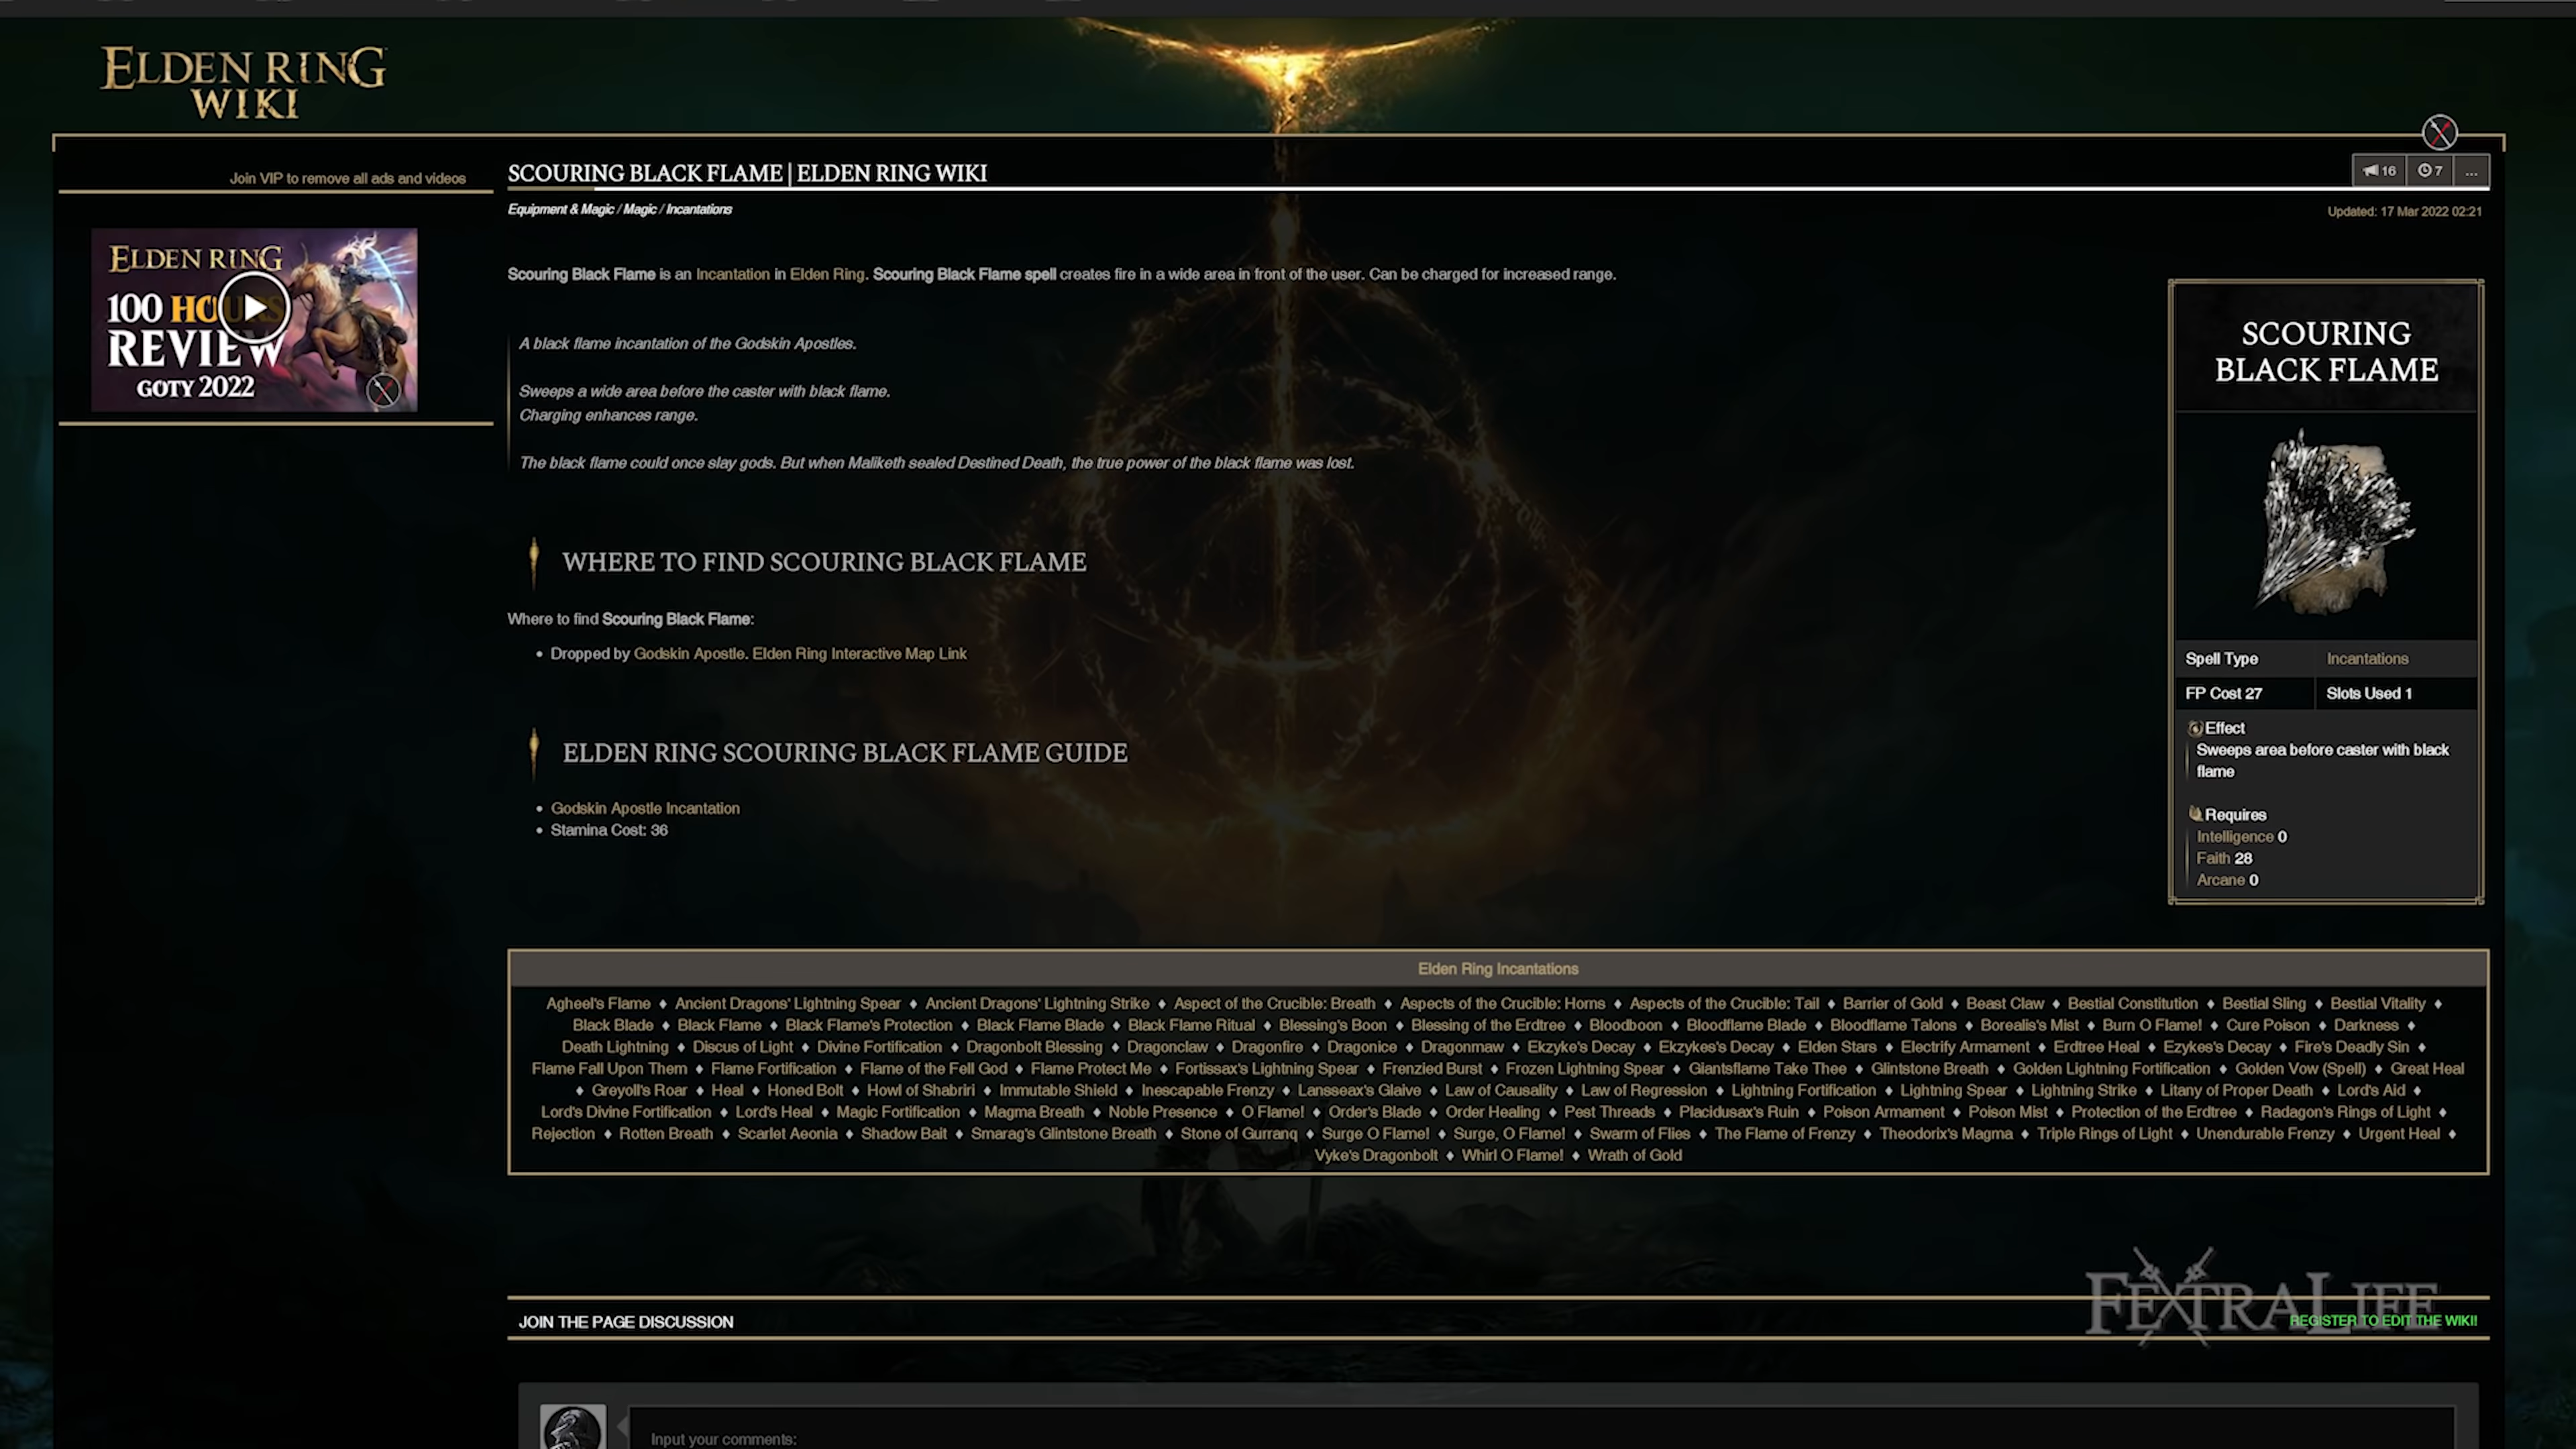 ELDEN RING
WIKI
Join VIP to remove all ads and videos
ELDEN RING
100 HOURS
REVIEW
GOTY 2022
SCOURING BLACK FLAME | ELDEN RING WIKI
16
7
...
Equipment & Magic / Magic / Incantations
Updated: 17 Mar 2022 02:21
Scouring Black Flame is an Incantation in Elden Ring. Scouring Black Flame spell creates fire in a wide area in front of the user. Can be charged for increased range.
A black flame incantation of the Godskin Apostles.
Sweeps a wide area before the caster with black flame.
Charging enhances range.
The black flame could once slay gods. But when Maliketh sealed Destined Death, the true power of the black flame was lost.
WHERE TO FIND SCOURING BLACK FLAME
Where to find Scouring Black Flame:
• Dropped by Godskin Apostle. Elden Ring Interactive Map Link
ELDEN RING SCOURING BLACK FLAME GUIDE
• Godskin Apostle Incantation
• Stamina Cost: 36
SCOURING
BLACK FLAME
Spell Type Incantations
FP Cost 27 Slots Used 1
Effect
Sweeps area before caster with black
flame
Requires
Intelligence 0
Faith 28
Arcane 0
Elden Ring Incantations
Agheel's Flame ♦ Ancient Dragons' Lightning Spear ♦ Ancient Dragons' Lightning Strike ♦ Aspect of the Crucible: Breath ♦ Aspects of the Crucible: Horns ♦ Aspects of the Crucible: Tail ♦ Barrier of Gold ♦ Beast Claw ♦ Bestial Constitution ♦ Bestial Sling ♦ Bestial Vitality ♦
Black Blade ♦ Black Flame ♦ Black Flame's Protection ♦ Black Flame Blade ♦ Black Flame Ritual ♦ Blessing's Boon ♦ Blessing of the Erdtree ♦ Bloodboon ♦ Bloodflame Blade ♦ Bloodflame Talons ♦ Borealis's Mist ♦ Burn O Flame! ♦ Cure Poison ♦ Darkness ♦
Death Lightning ♦ Discus of Light ♦ Divine Fortification ♦ Dragonbolt Blessing ♦ Dragonclaw ♦ Dragonfire ♦ Dragonice ♦ Dragonmaw ♦ Ekzyke's Decay ♦ Ekzykes's Decay ♦ Elden Stars ♦ Electrify Armament ♦ Erdtree Heal ♦ Ezykes's Decay ♦ Fire's Deadly Sin ♦
Flame Fall Upon Them ♦ Flame Fortification ♦ Flame of the Fell God ♦ Flame Protect Me ♦ Fortissax's Lightning Spear ♦ Frenzied Burst ♦ Frozen Lightning Spear ♦ Giantsflame Take Thee ♦ Glintstone Breath ♦ Golden Lightning Fortification ♦ Golden Vow (Spell) ♦ Great Heal
♦ Greyoll's Roar ♦ Heal ♦ Honed Bolt ♦ Howl of Shabriri ♦ Immutable Shield ♦ Inescapable Frenzy ♦ Lansseax's Glaive ♦ Law of Causality ♦ Law of Regression ♦ Lightning Fortification ♦ Lightning Spear ♦ Lightning Strike ♦ Litany of Proper Death ♦ Lord's Aid ♦
Lord's Divine Fortification ♦ Lord's Heal ♦ Magic Fortification ♦ Magma Breath ♦ Noble Presence ♦ O Flame! ♦ Order's Blade ♦ Order Healing ♦ Pest Threads ♦ Placidusax's Ruin ♦ Poison Armament ♦ Poison Mist ♦ Protection of the Erdtree ♦ Radagon's Rings of Light ♦
Rejection ♦ Rotten Breath ♦ Scarlet Aeonia ♦ Shadow Bait ♦ Smarag's Glintstone Breath ♦ Stone of Gurranq ♦ Surge O Flame! ♦ Surge, O Flame! ♦ Swarm of Flies ♦ The Flame of Frenzy ♦ Theodorix's Magma ♦ Triple Rings of Light ♦ Unendurable Frenzy ♦ Urgent Heal ♦
Vyke's Dragonbolt ♦ Whirl O Flame! ♦ Wrath of Gold
FEXTRALIFE
JOIN THE PAGE DISCUSSION
REGISTER TO EDIT THE WIKI!
Input your comments: